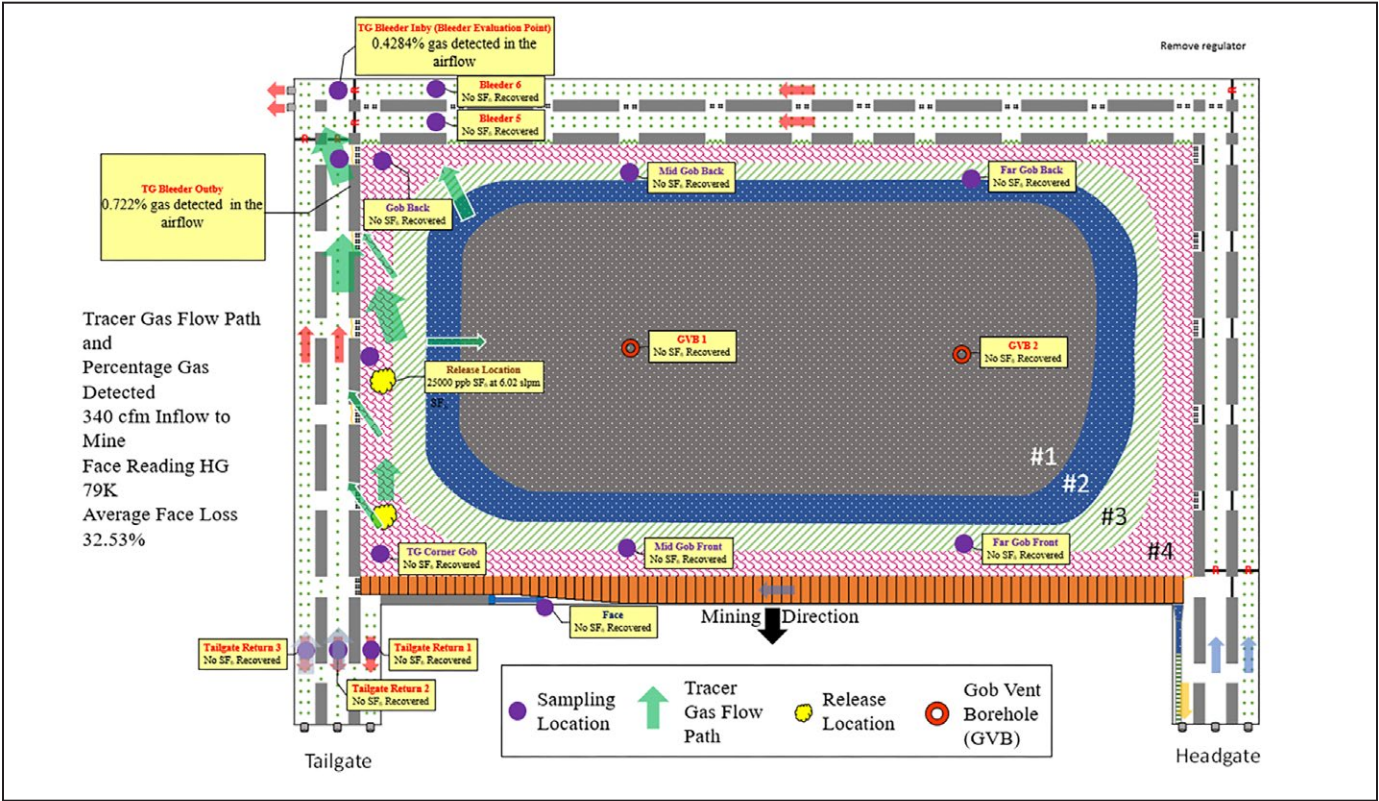 TG Bleeder Inby (Bleeder Evaluation Point)
0.4284% gas detected in the
airflow
Remove regulator
Bleeder 6
No SF₆ Recovered
Bleeder 5
No SF₆ Recovered
TG Bleeder Outby
0.722% gas detected in the
airflow
Gob Back
No SF₆ Recovered
Mid Gob Back
No SF₆ Recovered
Far Gob Back
No SF₆ Recovered
Tracer Gas Flow Path
and
Percentage Gas
Detected
340 cfm Inflow to
Mine
Face Reading HG
79K
Average Face Loss
32.53%
GVB 1
No SF₆ Recovered
GVB 2
No SF₆ Recovered
Release Location
25000 ppb SF₆ at 6.02 slpm
SF₆
#1
#2
#3
#4
TG Corner Gob
No SF₆ Recovered
Mid Gob Front
No SF₆ Recovered
Far Gob Front
No SF₆ Recovered
Face
No SF₆ Recovered
Mining Direction
Tailgate Return 3
No SF₆ Recovered
Tailgate Return 1
No SF₆ Recovered
Tailgate Return 2
No SF₆ Recovered
Sampling
Location
Tracer
Gas Flow
Path
Release
Location
Gob Vent
Borehole
(GVB)
Tailgate
Headgate